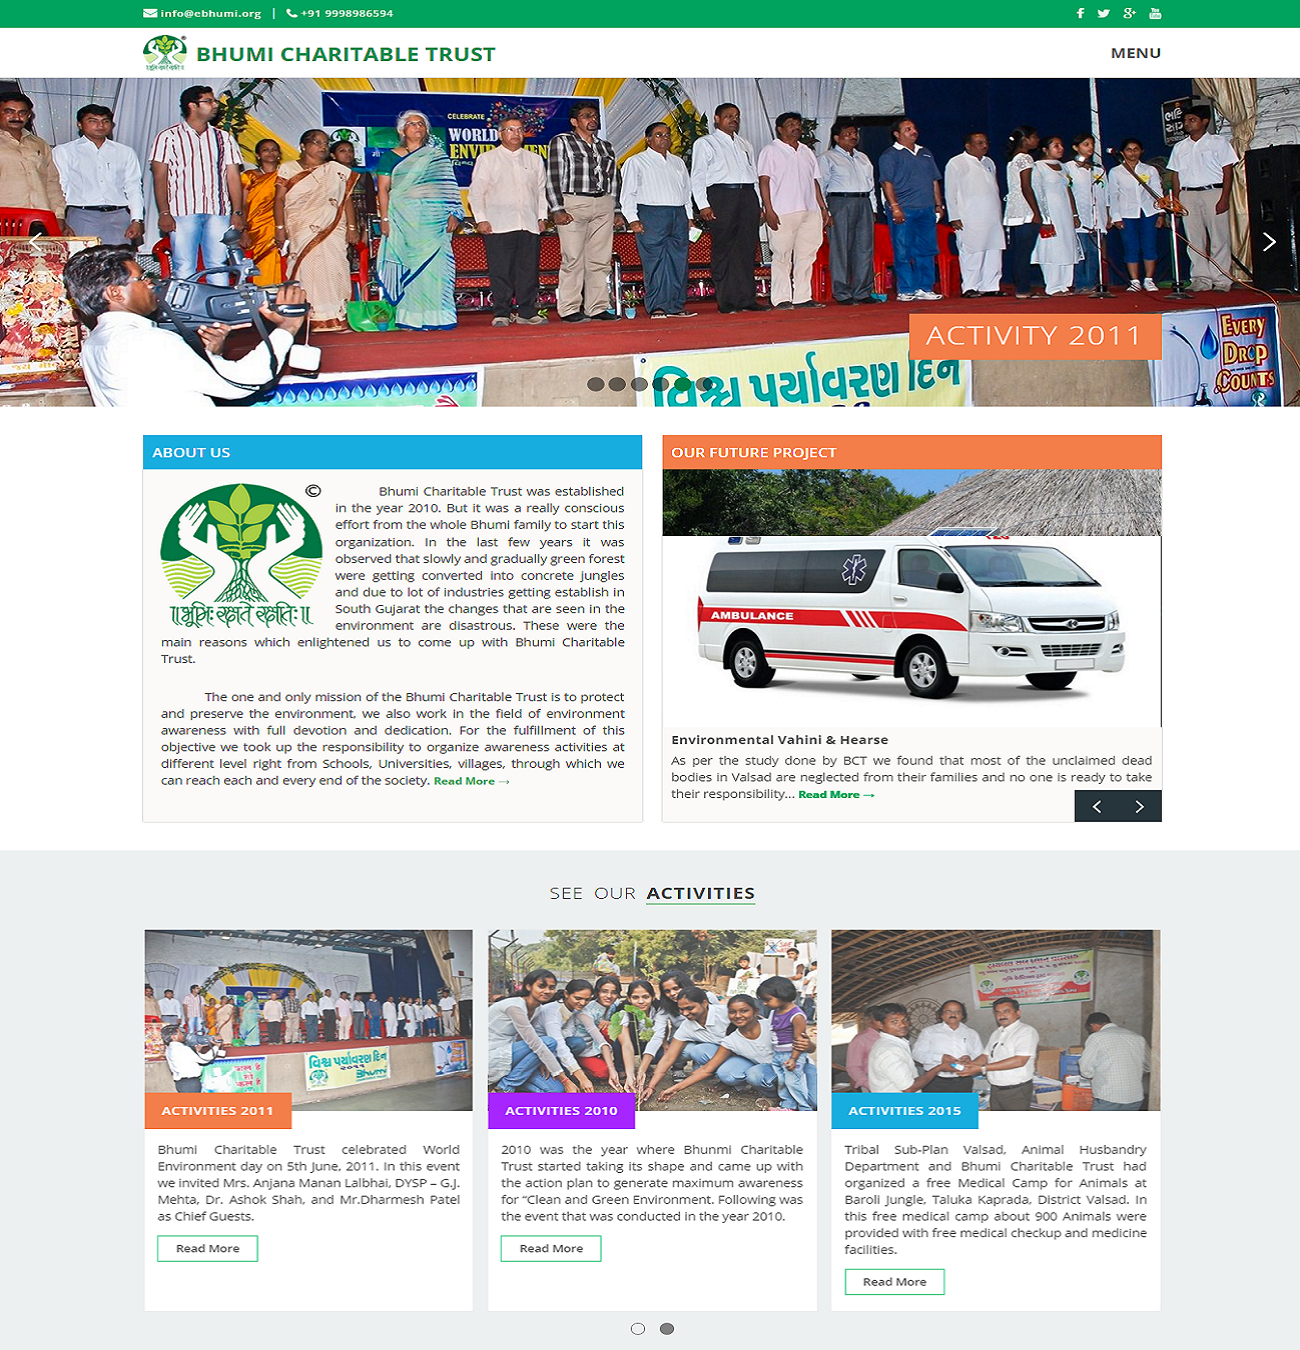 info@ebhumi.org | +91 9998986594
BHUMI CHARITABLE TRUST
MENU
CELEBRATE
WORLD
ENVIRONMEN
EVERY
DROP
COUNTS
ACTIVITY 2011
વિશ્વ પર્યાવરણ દિન
ABOUT US
©
॥भूमिः रक्षति रक्षितः॥
Bhumi Charitable Trust was established
in the year 2010. But it was a really conscious
effort from the whole Bhumi family to start this
organization. In the last few years it was
observed that slowly and gradually green forest
were getting converted into concrete jungles
and due to lot of industries getting establish in
South Gujarat the changes that are seen in the
environment are disastrous. These were the
main reasons which enlightened us to come up with Bhumi Charitable
Trust.
The one and only mission of the Bhumi Charitable Trust is to protect
and preserve the environment, we also work in the field of environment
awareness with full devotion and dedication. For the fulfillment of this
objective we took up the responsibility to organize awareness activities at
different level right from Schools, Universities, villages, through which we
can reach each and every end of the society. Read More →
OUR FUTURE PROJECT
AMBULANCE
Environmental Vahini & Hearse
As per the study done by BCT we found that most of the unclaimed dead
bodies in Valsad are neglected from their families and no one is ready to take
their responsibility... Read More →
SEE OUR ACTIVITIES
વિશ્વ પર્યાવરણ દિન
૨૦૧૧
Bhumi
ACTIVITIES 2011
Bhumi Charitable Trust celebrated World
Environment day on 5th June, 2011. In this event
we invited Mrs. Anjana Manan Lalbhai, DYSP – G.J.
Mehta, Dr. Ashok Shah, and Mr.Dharmesh Patel
as Chief Guests.
Read More
ACTIVITIES 2010
2010 was the year where Bhunmi Charitable
Trust started taking its shape and came up with
the action plan to generate maximum awareness
for “Clean and Green Environment. Following was
the event that was conducted in the year 2010.
Read More
ACTIVITIES 2015
Tribal Sub-Plan Valsad, Animal Husbandry
Department and Bhumi Charitable Trust had
organized a free Medical Camp for Animals at
Baroli Jungle, Taluka Kaprada, District Valsad. In
this free medical camp about 900 Animals were
provided with free medical checkup and medicine
facilities.
Read More